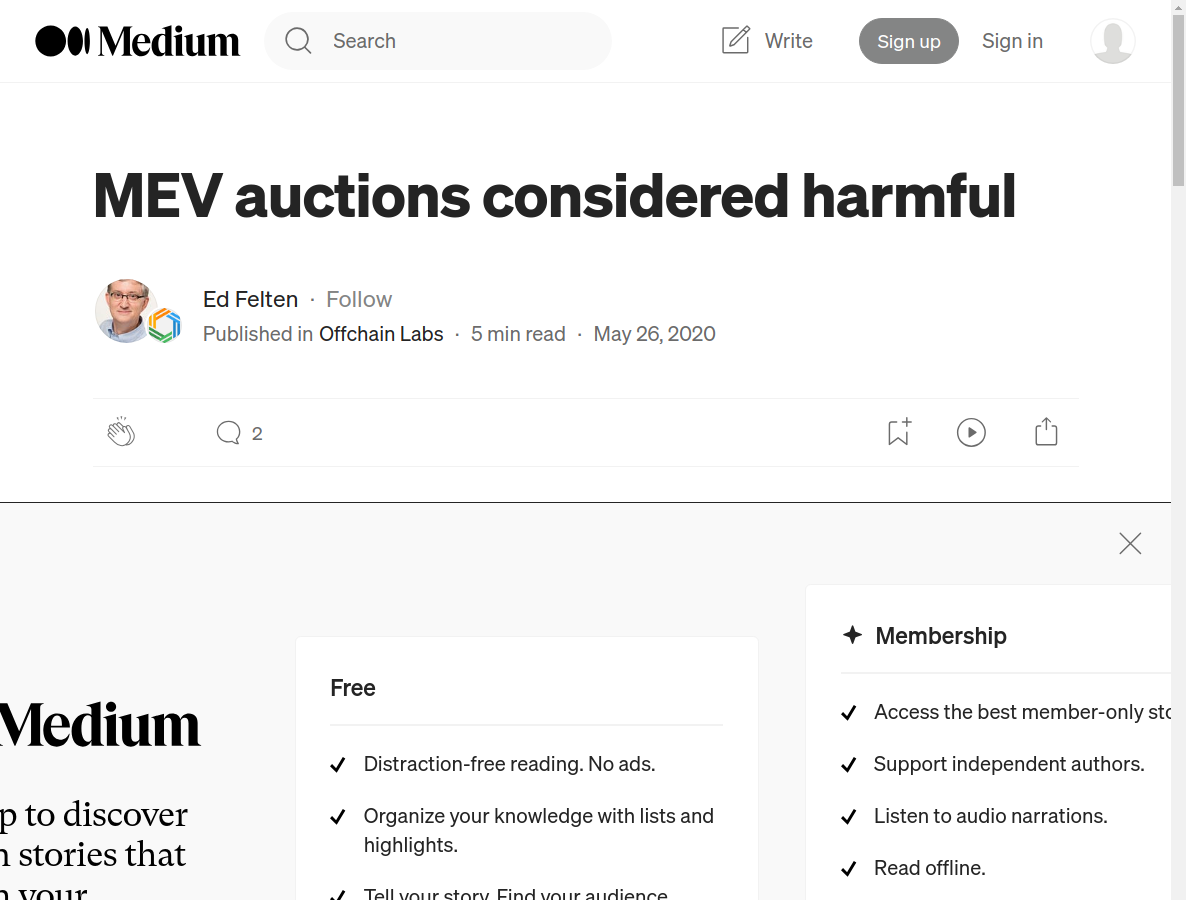 Medium
Search
Write
Sign up
Sign in
MEV auctions considered harmful
Ed Felten · Follow
Published in Offchain Labs · 5 min read · May 26, 2020
2
Membership
Free
Access the best member-only
Medium
Support independent authors.
Distraction-free reading. No ads.
p to discover
Organize your knowledge with lists and
highlights.
Listen to audio narrations.
stories that
Read offline.
your
Tell your story. Find your audience.